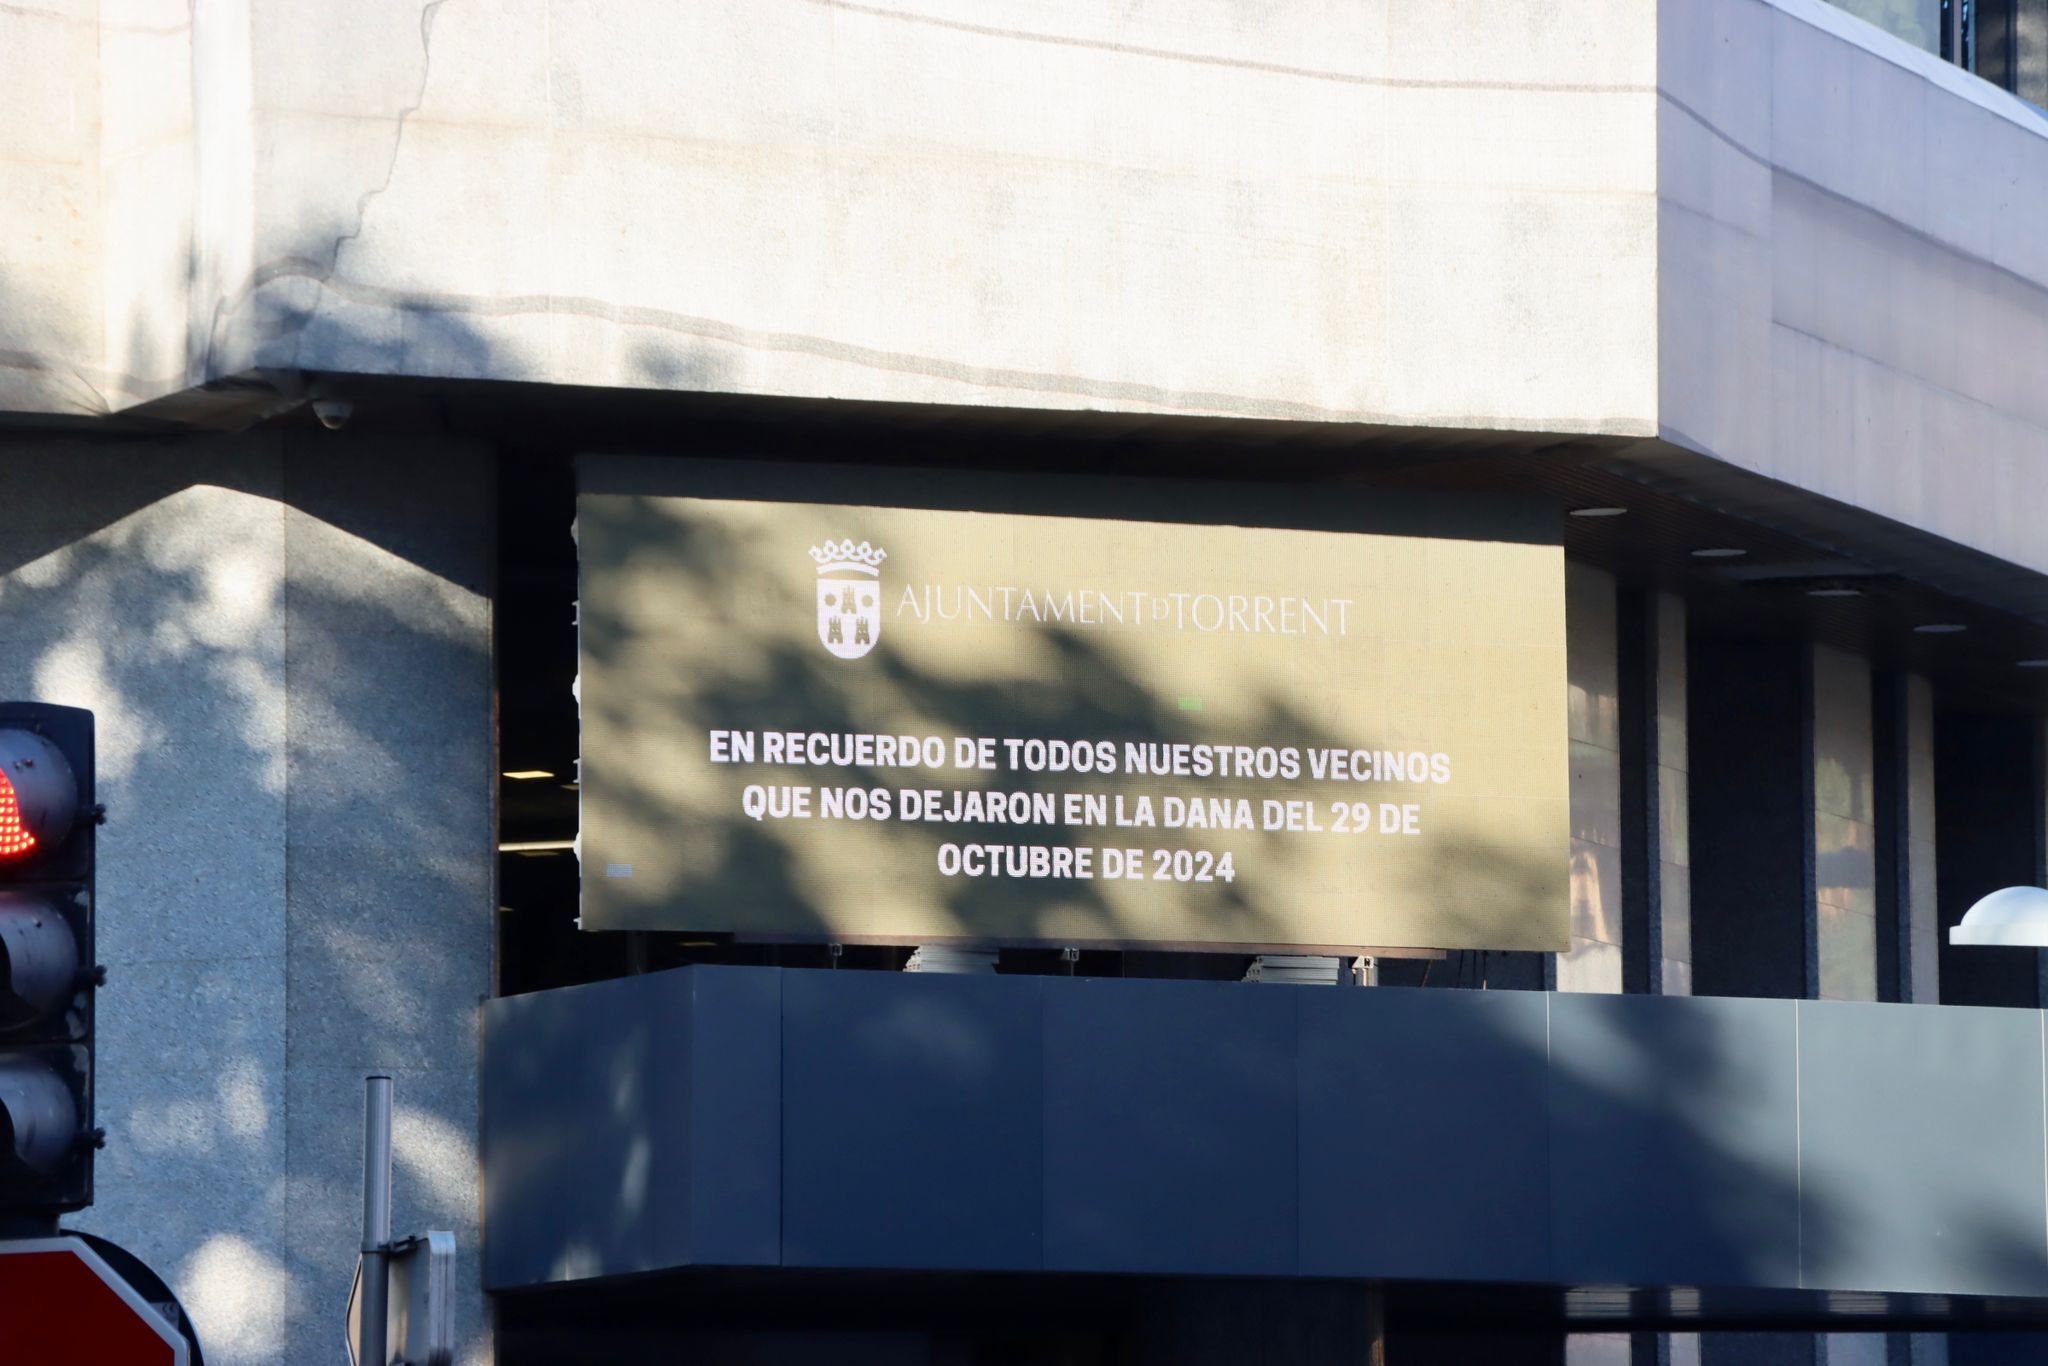 AJUNTAMENT D TORRENT
EN RECUERDO DE TODOS NUESTROS VECINOS
QUE NOS DEJARON EN LA DANA DEL 29 DE
OCTUBRE DE 2024